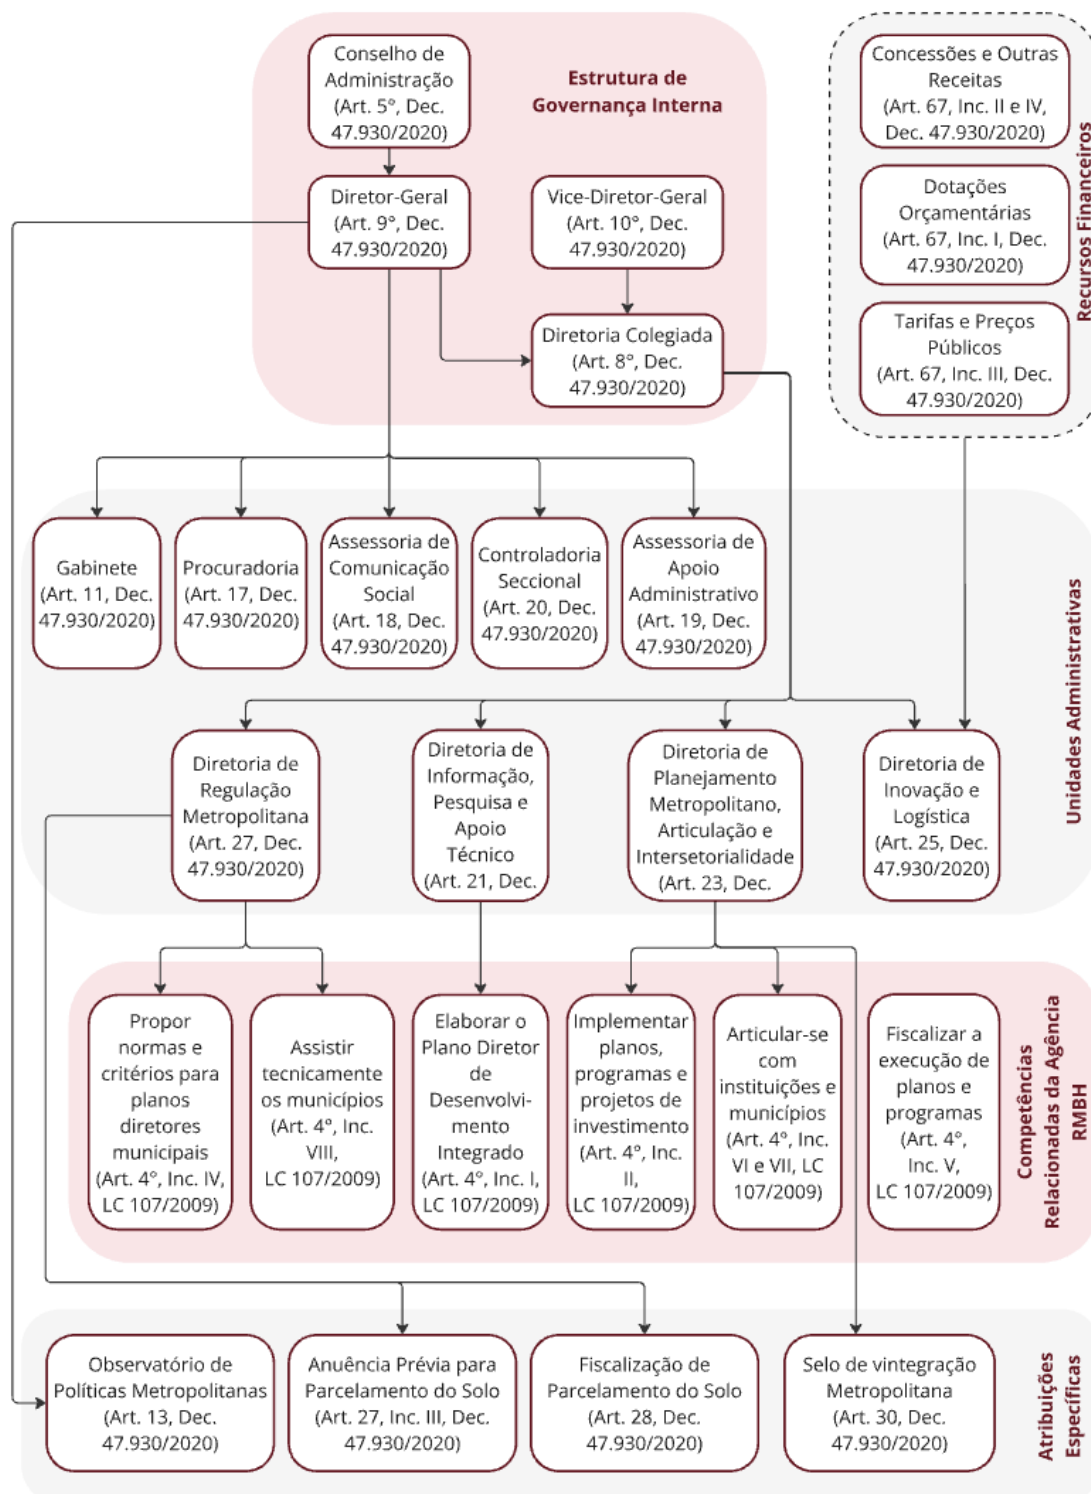 Conselho de
Administração
(Art. 5°, Dec.
47.930/2020)
Estrutura de
Governança Interna
Concessões e Outras
Receitas
(Art. 67, Inc. II e IV,
Dec. 47.930/2020)
Diretor-Geral
(Art. 9°, Dec.
47.930/2020)
Vice-Diretor-Geral
(Art. 10°, Dec.
47.930/2020)
Dotações
Orçamentárias
(Art. 67, Inc. I, Dec.
47.930/2020)
Recursos Financeiros
Diretoria Colegiada
(Art. 8°, Dec.
47.930/2020)
Tarifas e Preços
Públicos
(Art. 67, Inc. III, Dec.
47.930/2020)
Gabinete
(Art. 11, Dec.
47.930/2020)
Procuradoria
(Art. 17, Dec.
47.930/2020)
Assessoria de
Comunicação
Social
(Art. 18, Dec.
47.930/2020)
Controladoria
Seccional
(Art. 20, Dec.
47.930/2020)
Assessoria de
Apoio
Administrativo
(Art. 19, Dec.
47.930/2020)
Unidades Administrativas
Diretoria de
Regulação
Metropolitana
(Art. 27, Dec.
47.930/2020)
Diretoria de
Informação,
Pesquisa e
Apoio
Técnico
(Art. 21, Dec.
Diretoria de
Planejamento
Metropolitano,
Articulação e
Intersetorialidade
(Art. 23, Dec.
Diretoria de
Inovação e
Logística
(Art. 25, Dec.
47.930/2020)
Propor
normas e
critérios para
planos
diretores
municipais
(Art. 4°, Inc. IV,
LC 107/2009)
Assistir
tecnicamente
os municípios
(Art. 4°, Inc.
VIII,
LC 107/2009)
Elaborar o
Plano Diretor
de
Desenvolvi-
mento
Integrado
(Art. 4°, Inc. I,
LC 107/2009)
Implementar
planos,
programas e
projetos de
investimento
(Art. 4°, Inc.
II,
LC 107/2009)
Articular-se
com
instituições e
municípios
(Art. 4°, Inc.
VI e VII, LC
107/2009)
Fiscalizar a
execução de
planos e
programas
(Art. 4°,
Inc. V,
LC 107/2009)
Competências
Relacionadas da Agência
RMBH
Observatório de
Políticas Metropolitanas
(Art. 13, Dec.
47.930/2020)
Anuência Prévia para
Parcelamento do Solo
(Art. 27, Inc. III, Dec.
47.930/2020)
Fiscalização de
Parcelamento do Solo
(Art. 28, Dec.
47.930/2020)
Selo de vintegração
Metropolitana
(Art. 30, Dec.
47.930/2020)
Atribuições
Específicas